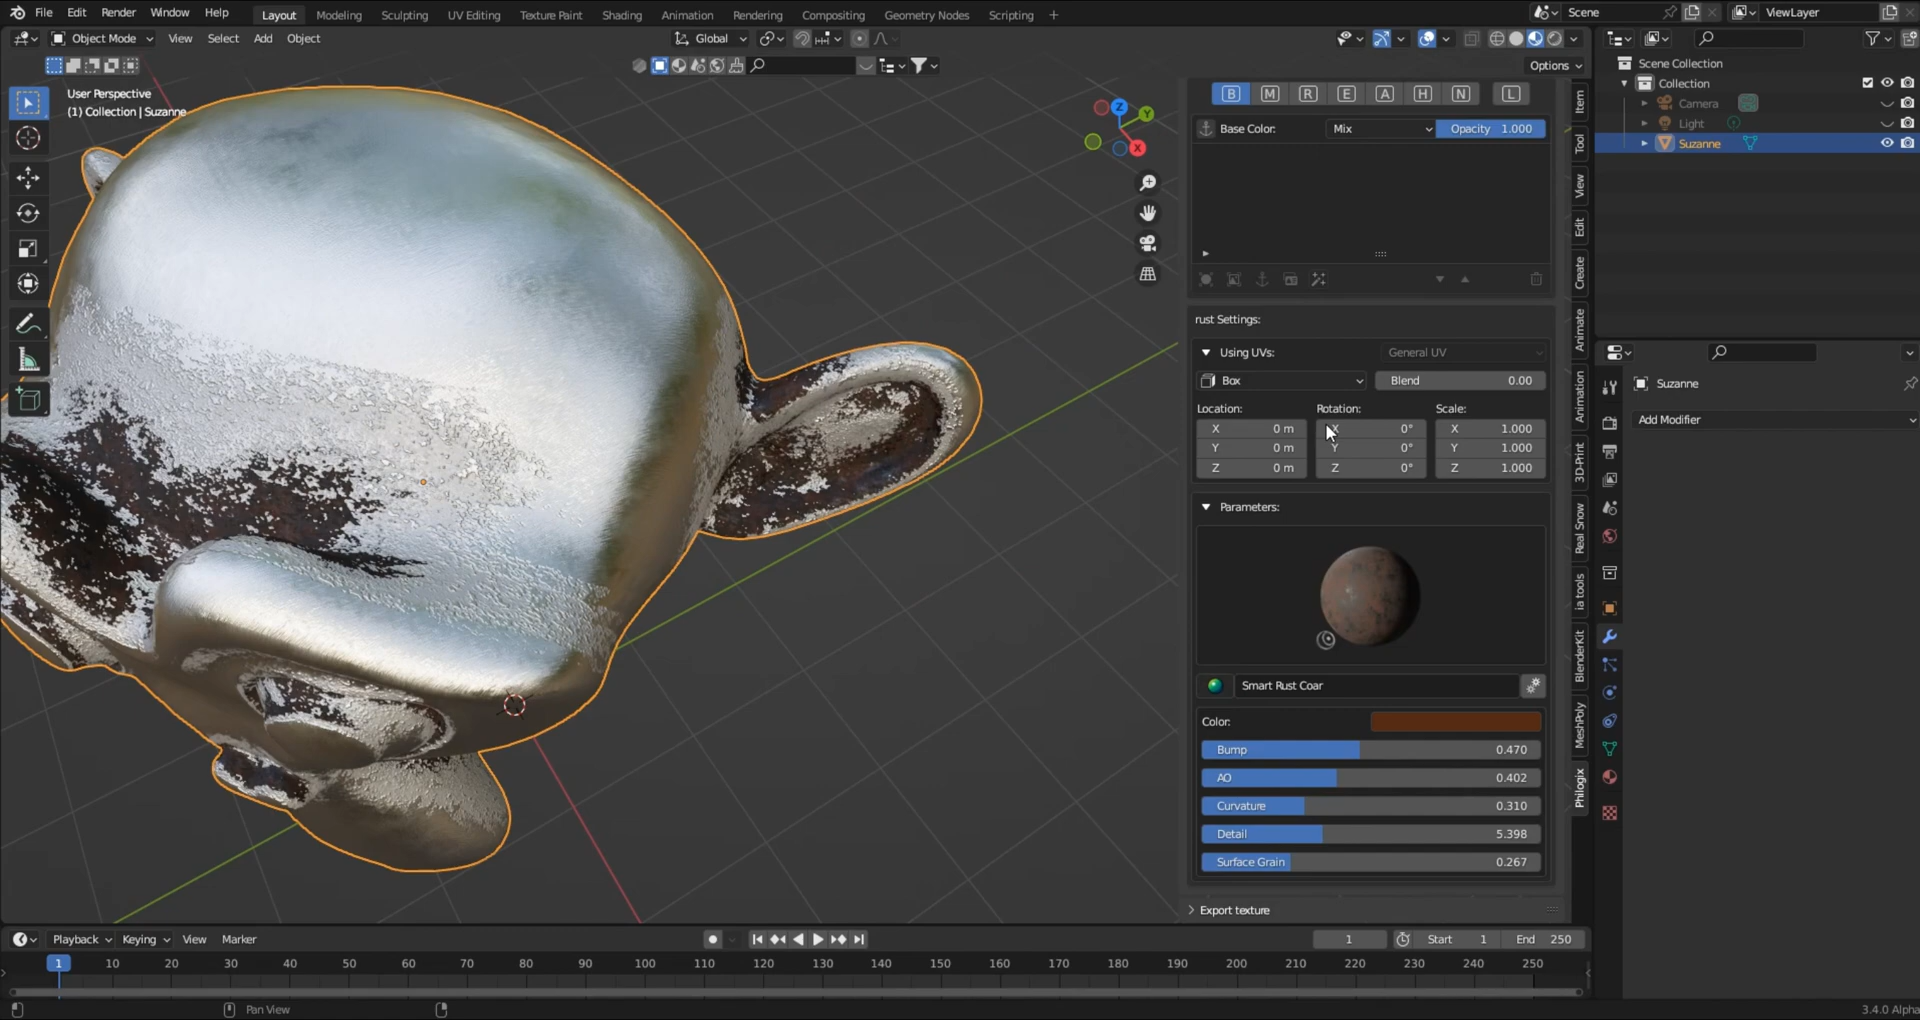 File Edit Render Window Help Layout Modeling Sculpting UV Editing Texture Paint Shading Animation Rendering Compositing Geometry Nodes Scripting + Scene ViewLayer
Object Mode View Select Add Object Global
Options
User Perspective
(1) Collection | Suzanne
Z
Y
X
B M R E A H N L
Base Color: Mix Opacity 1.000
rust Settings:
Using UVs: General UV
Box Blend 0.00
Location: Rotation: Scale:
X 0 m X 0° X 1.000
Y 0 m Y 0° Y 1.000
Z 0 m Z 0° Z 1.000
Parameters:
Smart Rust Coar
Color:
Bump 0.470
AO 0.402
Curvature 0.310
Detail 5.398
Surface Grain 0.267
Export texture
Item
Tool
View
Edit
Create
Animate
Animation
3D-Print
Real Snow
ia tools
BlenderKit
MeshPoly
Philogix
Scene Collection
Collection
Camera
Light
Suzanne
Suzanne
Add Modifier
Playback Keying View Marker 1 Start 1 End 250
1 10 20 30 40 50 60 70 80 90 100 110 120 130 140 150 160 170 180 190 200 210 220 230 240 250
Pan View 3.4.0 Alpha